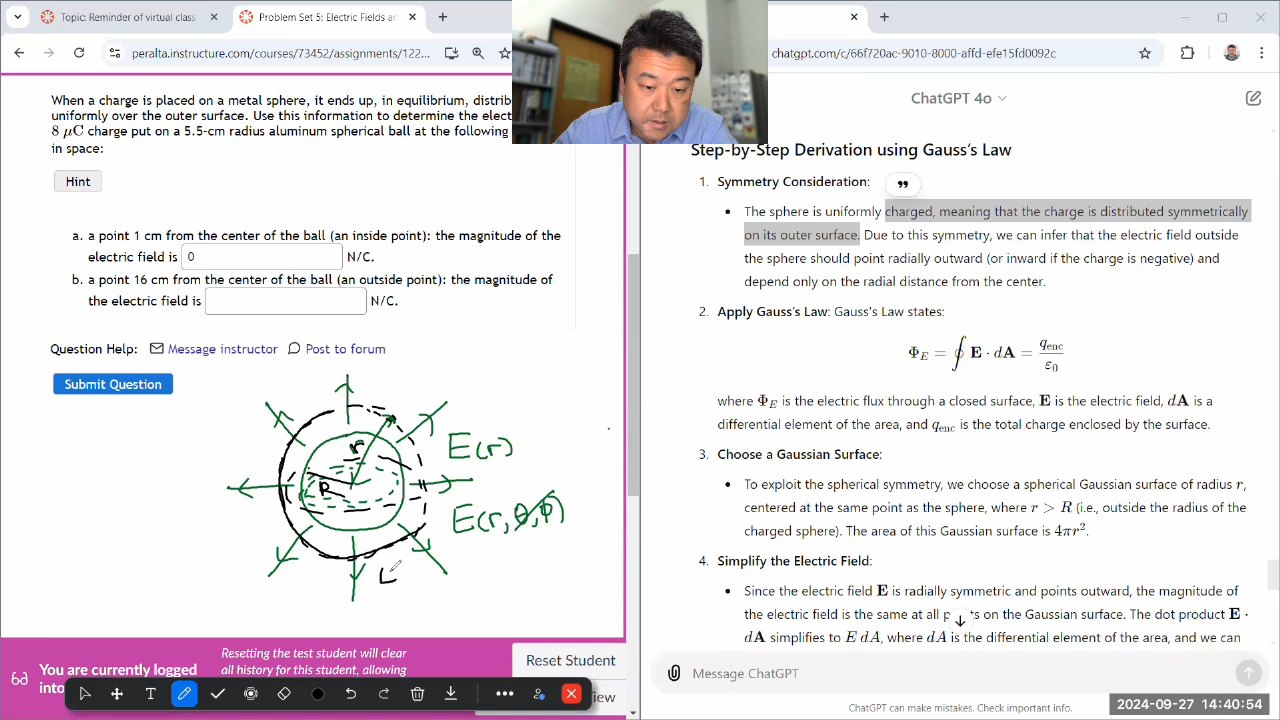 Topic: Reminder of virtual class
Problem Set 5: Electric Fields an
peralta.instructure.com/courses/73452/assignments/122...
When a charge is placed on a metal sphere, it ends up, in equilibrium, distrib
uniformly over the outer surface. Use this information to determine the elect
8 μC charge put on a 5.5-cm radius aluminum spherical ball at the following
in space:
Hint
a. a point 1 cm from the center of the ball (an inside point): the magnitude of the
electric field is 0 N/C.
b. a point 16 cm from the center of the ball (an outside point): the magnitude of
the electric field is N/C.
Question Help: Message instructor Post to forum
Submit Question
r
R
E(r)
E(r, θ, φ)
You are currently logged
into
Resetting the test student will clear
all history for this student, allowing
Reset Student
iew
chatgpt.com/c/66f720ac-9010-8000-affd-efe15fd0092c
ChatGPT 4o
Step-by-Step Derivation using Gauss's Law
1. Symmetry Consideration:
• The sphere is uniformly charged, meaning that the charge is distributed symmetrically
on its outer surface. Due to this symmetry, we can infer that the electric field outside
the sphere should point radially outward (or inward if the charge is negative) and
depend only on the radial distance from the center.
2. Apply Gauss's Law: Gauss's Law states:
Φ_E = ∮ E · dA = q_enc / ε₀
where Φ_E is the electric flux through a closed surface, E is the electric field, dA is a
differential element of the area, and q_enc is the total charge enclosed by the surface.
3. Choose a Gaussian Surface:
• To exploit the spherical symmetry, we choose a spherical Gaussian surface of radius r,
centered at the same point as the sphere, where r > R (i.e., outside the radius of the
charged sphere). The area of this Gaussian surface is 4πr².
4. Simplify the Electric Field:
• Since the electric field E is radially symmetric and points outward, the magnitude of
the electric field is the same at all points on the Gaussian surface. The dot product E ·
dA simplifies to E dA, where dA is the differential element of the area, and we can
Message ChatGPT
ChatGPT can make mistakes. Check important info.
2024-09-27 14:40:54